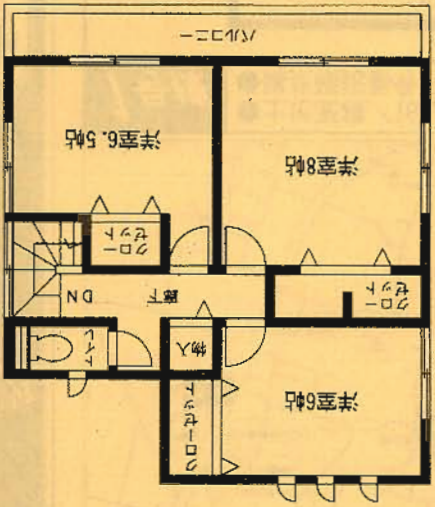 洋室6帖
クローゼット
物入
トイレ
クロー
ゼット
廊下
DN
クロー
ゼット
洋室8帖
洋室6.5帖
バルコニー